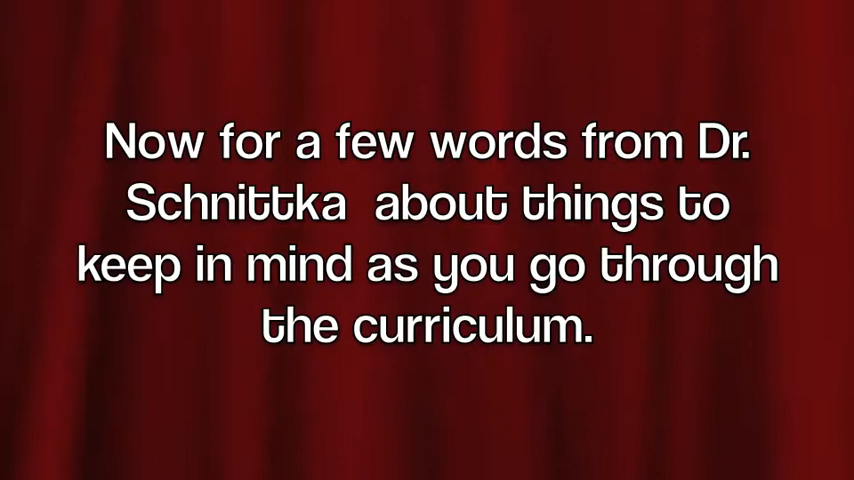 Now for a few words from Dr.
Schnittka  about things to
keep in mind as you go through
the curriculum.